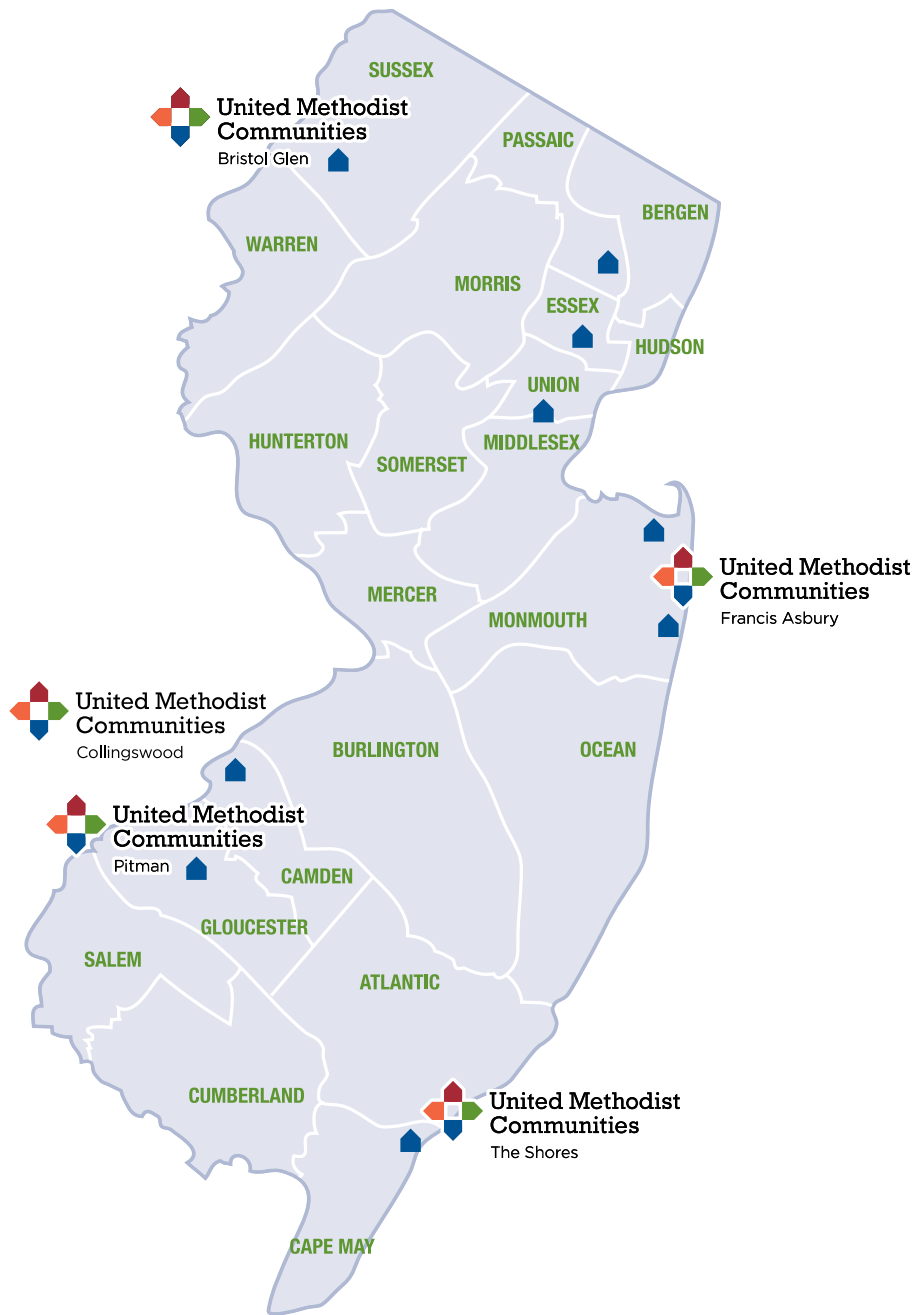 SUSSEX
United Methodist
Communities
Bristol Glen
PASSAIC
BERGEN
WARREN
MORRIS
ESSEX
HUDSON
UNION
HUNTERTON
SOMERSET
MIDDLESEX
United Methodist
Communities
Francis Asbury
MERCER
MONMOUTH
United Methodist
Communities
Collingswood
BURLINGTON
OCEAN
United Methodist
Communities
Pitman
CAMDEN
GLOUCESTER
SALEM
ATLANTIC
CUMBERLAND
United Methodist
Communities
The Shores
CAPE MAY